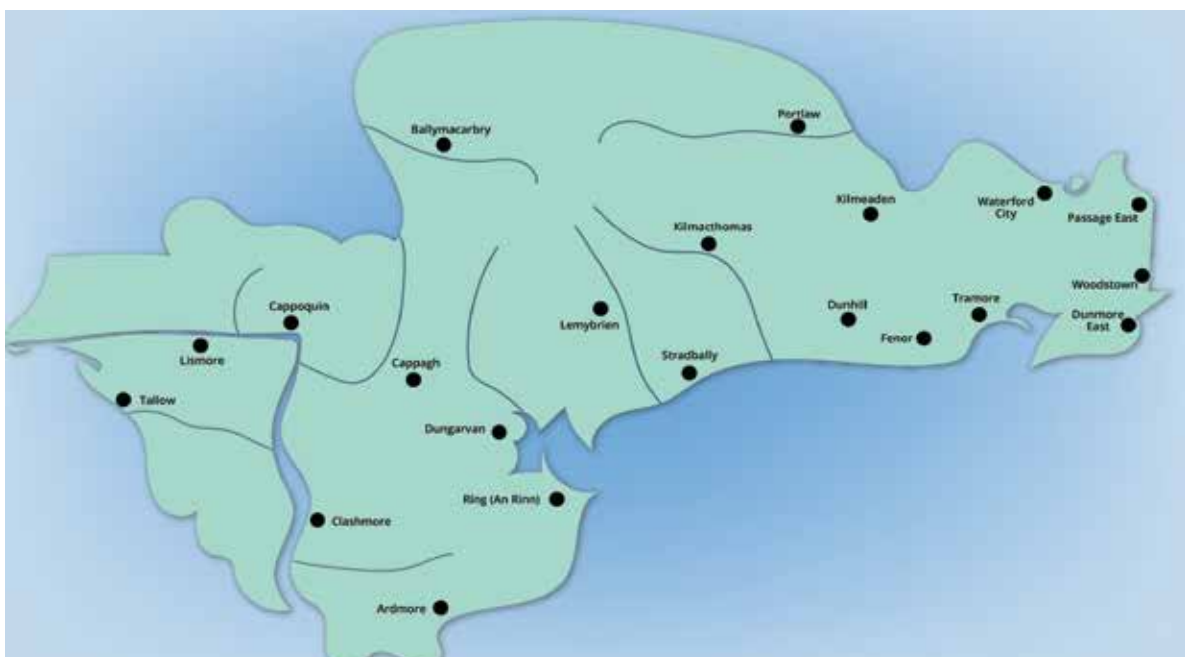 Portlaw
Ballymacarbry
Kilmeaden
Waterford
City
Passage East
Kilmacthomas
Woodstown
Cappoquin
Lemybrien
Dunhill
Tramore
Dunmore
East
Fenor
Lismore
Cappagh
Stradbally
Tallow
Dungarvan
Ring (An Rinn)
Clashmore
Ardmore